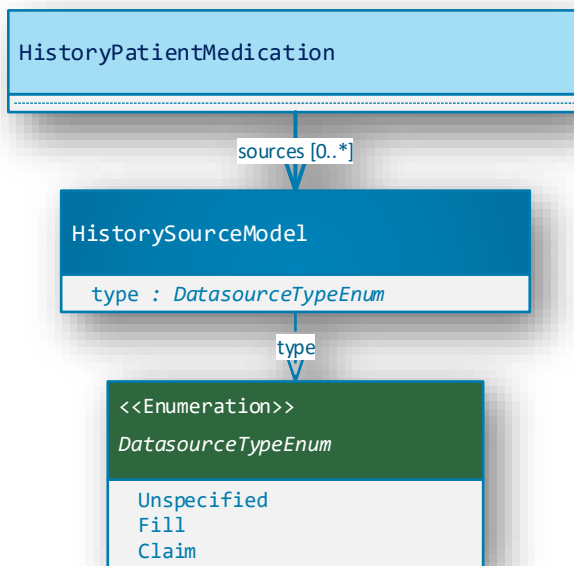 HistoryPatientMedication
sources [0..*]
HistorySourceModel
type : DatasourceTypeEnum
type
<<Enumeration>>
DatasourceTypeEnum
Unspecified
Fill
Claim